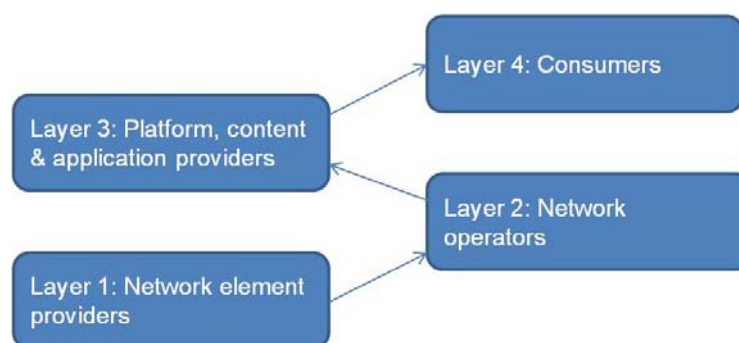 Layer 4: Consumers
Layer 3: Platform, content
& application providers
Layer 2: Network
operators
Layer 1: Network element
providers